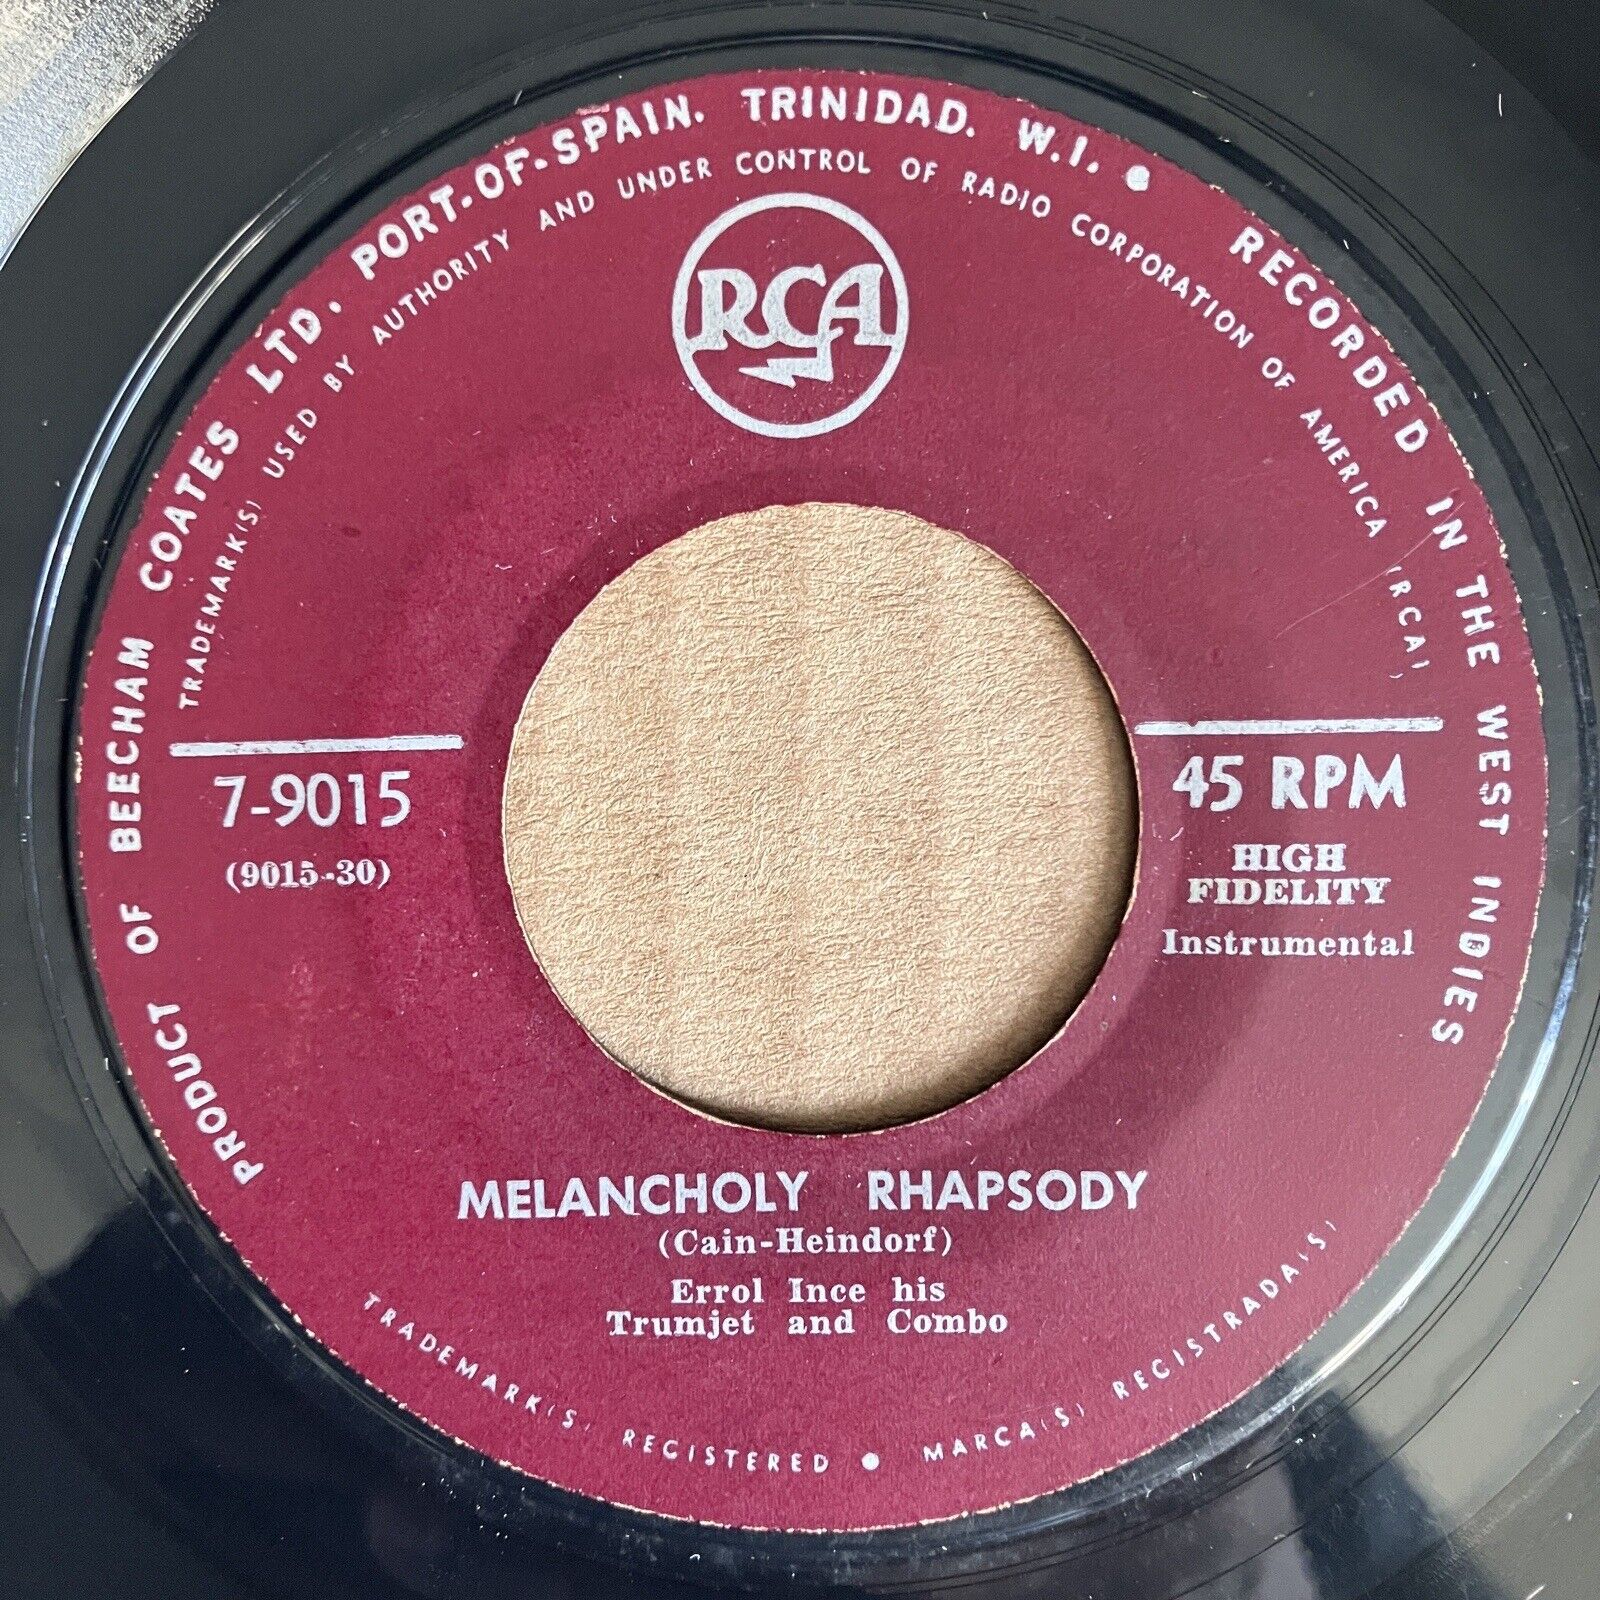 PRODUCT OF BEECHAM COATES LTD. PORT-OF-SPAIN. TRINIDAD. W.I. ● RECORDED IN THE WEST INDIES
TRADEMARK(S) USED BY AUTHORITY AND UNDER CONTROL OF RADIO CORPORATION OF AMERICA (RCA)
RCA
7-9015
(9015-30)
45 RPM
HIGH
FIDELITY
Instrumental
MELANCHOLY RHAPSODY
(Cain-Heindorf)
Errol Ince his
Trumjet and Combo
TRADEMARK(S) REGISTERED ● MARCA(S) REGISTRADA(S)